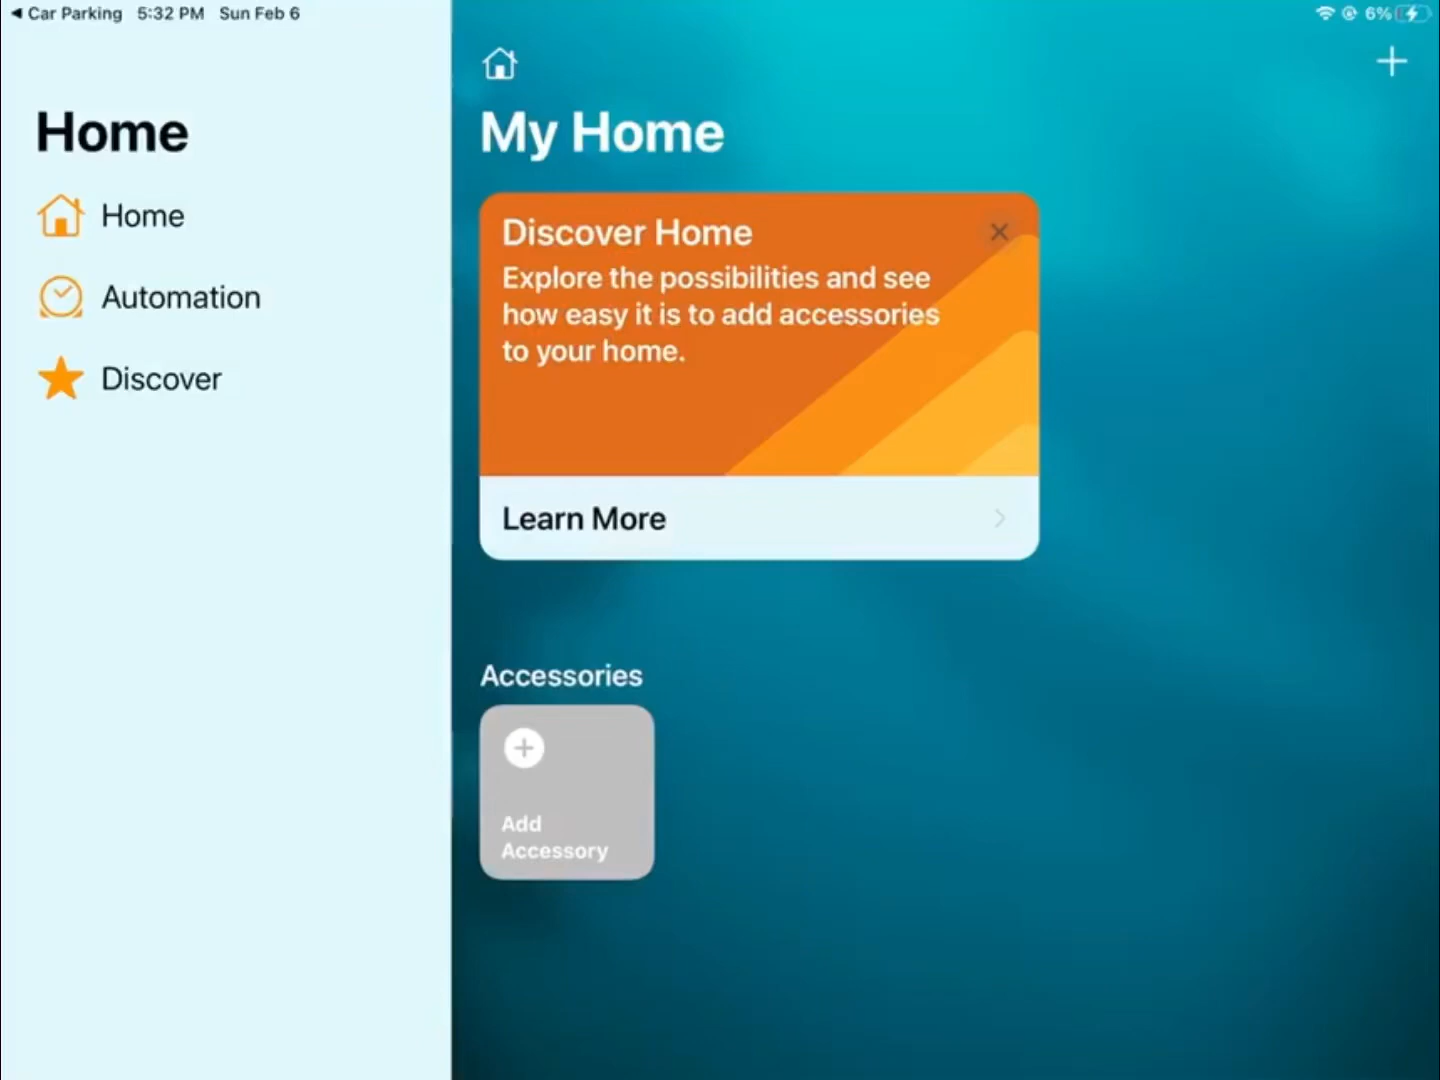 ◀ Car Parking 5:32 PM Sun Feb 6
6%
Home
Home
Automation
Discover
My Home
Discover Home
Explore the possibilities and see
how easy it is to add accessories
to your home.
Learn More
Accessories
Add
Accessory